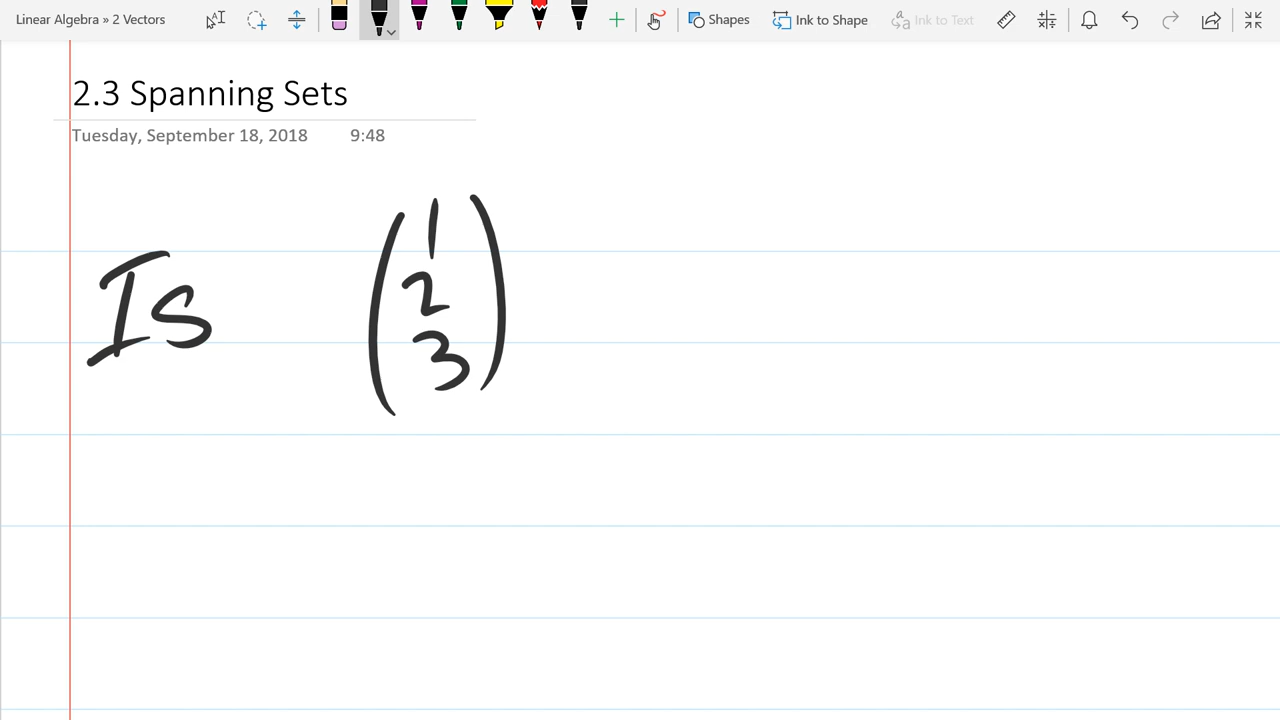 Linear Algebra » 2 Vectors Shapes Ink to Shape Ink to Text
2.3 Spanning Sets
Tuesday, September 18, 2018 9:48
1
Is 2
3